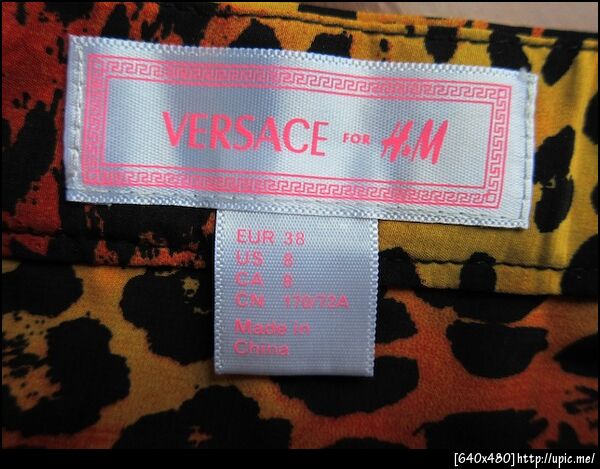 VERSACE FOR H&M
EUR 38
US 8
CA 8
CN 170/72A
Made in
China
[640x480] http://upic.me/